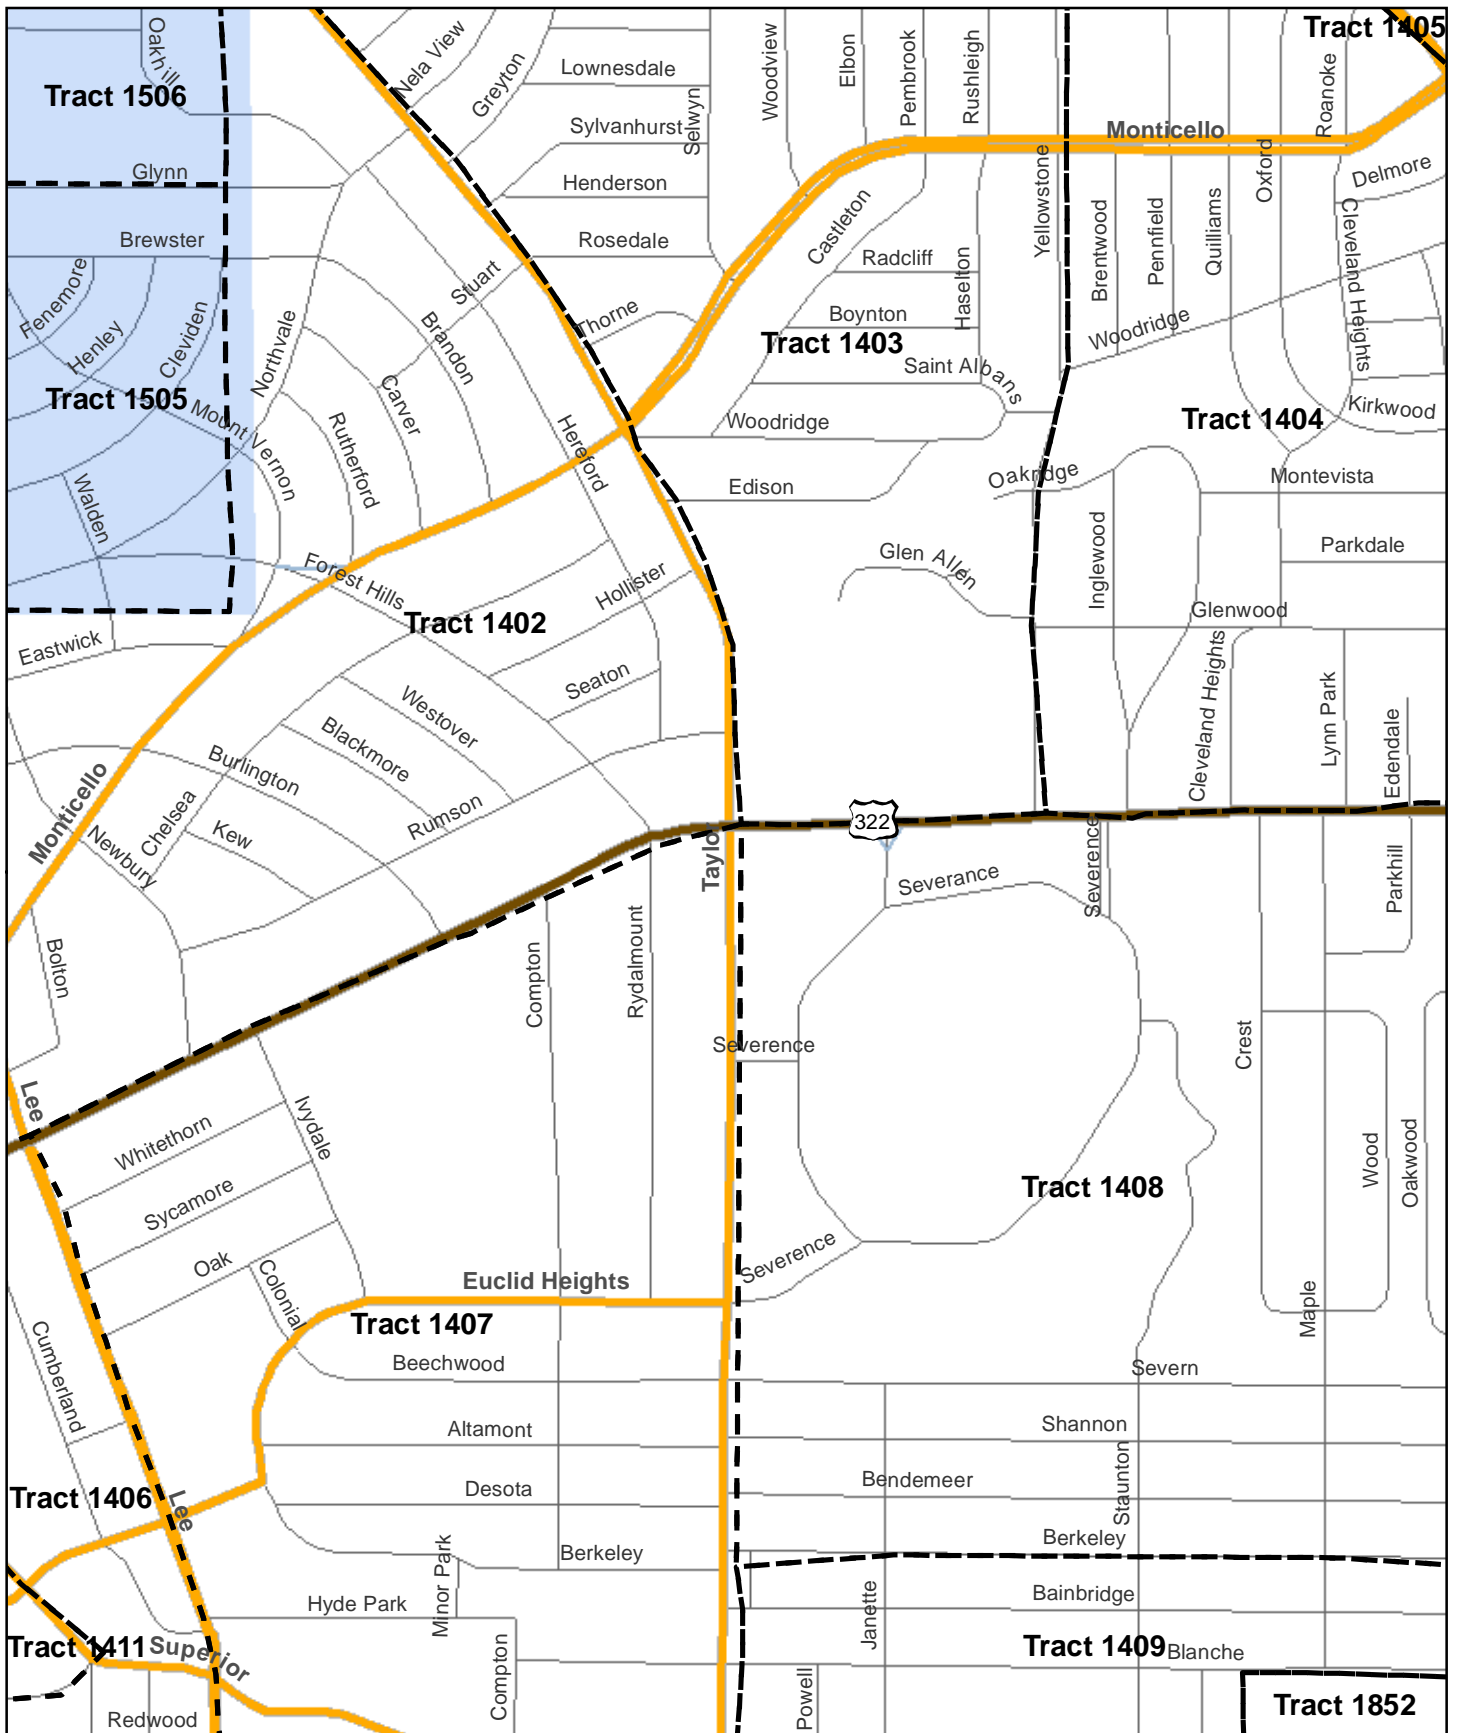 Tract 1405
Oakhill
Nela View
Greyton
Lownesdale
Selwyn
Woodview
Elbon
Pembrook
Rushleigh
Roanoke
Tract 1506
Sylvanhurst
Monticello
Oxford
Delmore
Glynn
Henderson
Yellowstone
Brewster
Rosedale
Castleton
Radcliff
Haselton
Brentwood
Pennfield
Quilliams
Cleveland Heights
Fenemore
Henley
Cleviden
Stuart
Thorne
Boynton
Woodridge
Northvale
Brandon
Tract 1403
Saint Albans
Tract 1505
Mount Vernon
Carver
Rutherford
Hereford
Woodridge
Tract 1404
Kirkwood
Walden
Edison
Oakridge
Montevista
Forest Hills
Hollister
Glen Allen
Inglewood
Parkdale
Tract 1402
Glenwood
Eastwick
Seaton
Westover
Blackmore
Burlington
Cleveland Heights
Lynn Park
Edendale
Monticello
Chelsea
Kew
Rumson
Newbury
Taylo
322
Severance
Severence
Parkhill
Bolton
Compton
Rydalmount
Severence
Crest
Lee
Whitethorn
Ivydale
Sycamore
Tract 1408
Wood
Oakwood
Oak
Colonial
Euclid Heights
Severence
Maple
Cumberland
Tract 1407
Beechwood
Severn
Altamont
Shannon
Tract 1406
Lee
Desota
Bendemeer
Staunton
Minor Park
Berkeley
Berkeley
Hyde Park
Janette
Bainbridge
Tract 1411
Superior
Compton
Tract 1409
Blanche
Redwood
Powell
Tract 1852